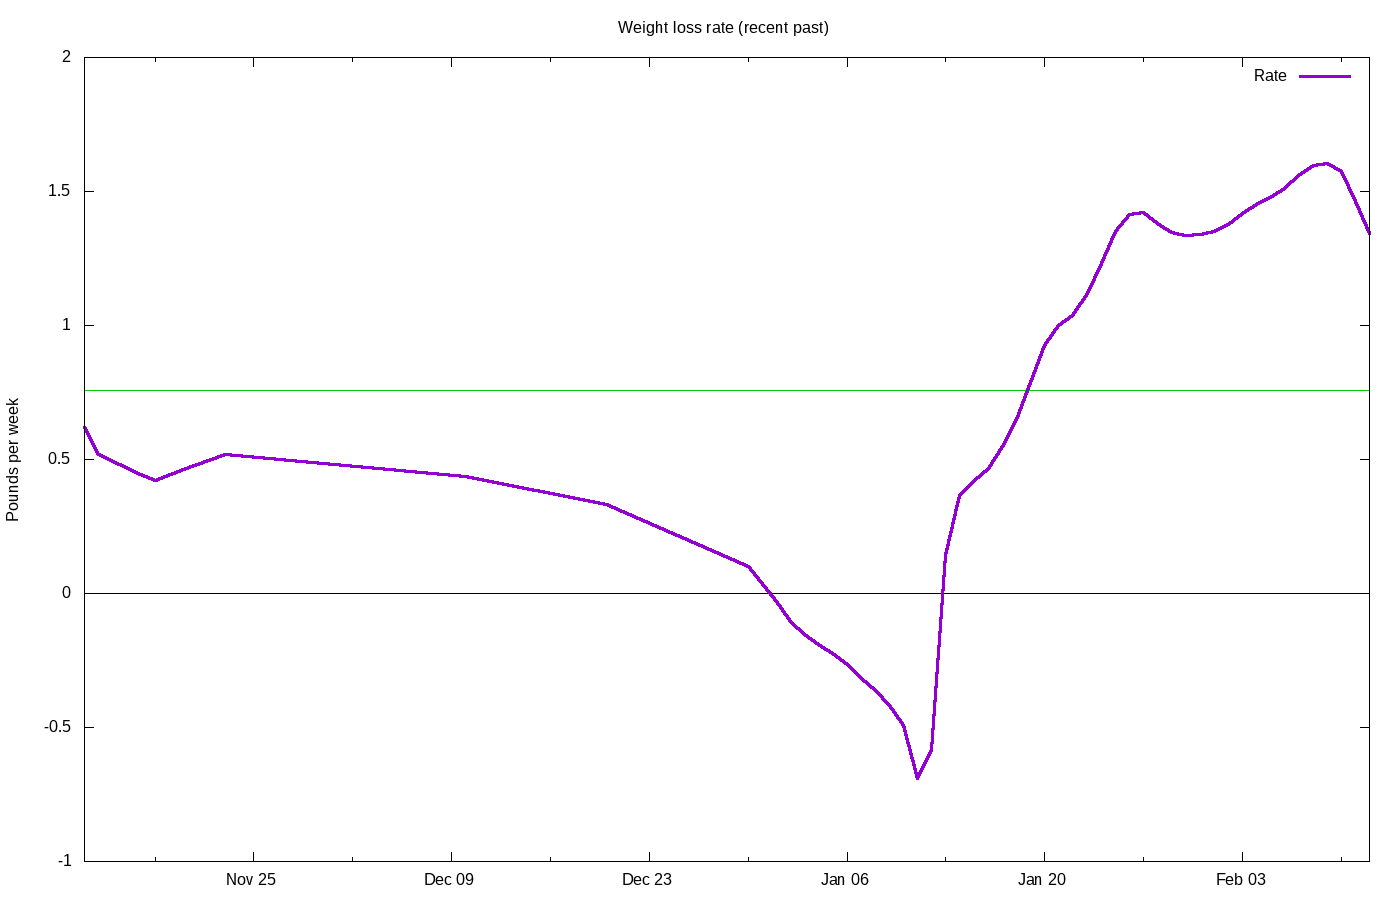 Weight loss rate (recent past)
Rate
Pounds per week
2
1.5
1
0.5
0
-0.5
-1
Nov 25
Dec 09
Dec 23
Jan 06
Jan 20
Feb 03